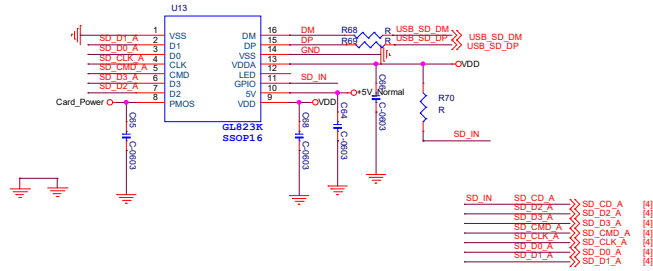 U13
1 VSS DM 16 DM R68 R USB_SD_DM USB_SD_DM
SD_D1_A 2 D1 DP 15 DP R69 R USB_SD_DP USB_SD_DP
SD_D0_A 3 D0 VSS 14 GND
SD_CLK_A 4 CLK VDDA 13 VDD
SD_CMD_A 5 CMD LED 12
SD_D3_A 6 D3 GPIO 11 SD_IN
SD_D2_A 7 D2 5V 10 +5V_Normal
Card_Power 8 PMOS VDD 9 VDD
GL823K
SSOP16
C65
C-0603
C68
C-0603
C64
C-0603
C66
C-0603
R70
R
SD_IN
SD_IN SD_CD_A SD_CD_A [4]
SD_D2_A SD_D2_A [4]
SD_D3_A SD_D3_A [4]
SD_CMD_A SD_CMD_A [4]
SD_CLK_A SD_CLK_A [4]
SD_D0_A SD_D0_A [4]
SD_D1_A SD_D1_A [4]